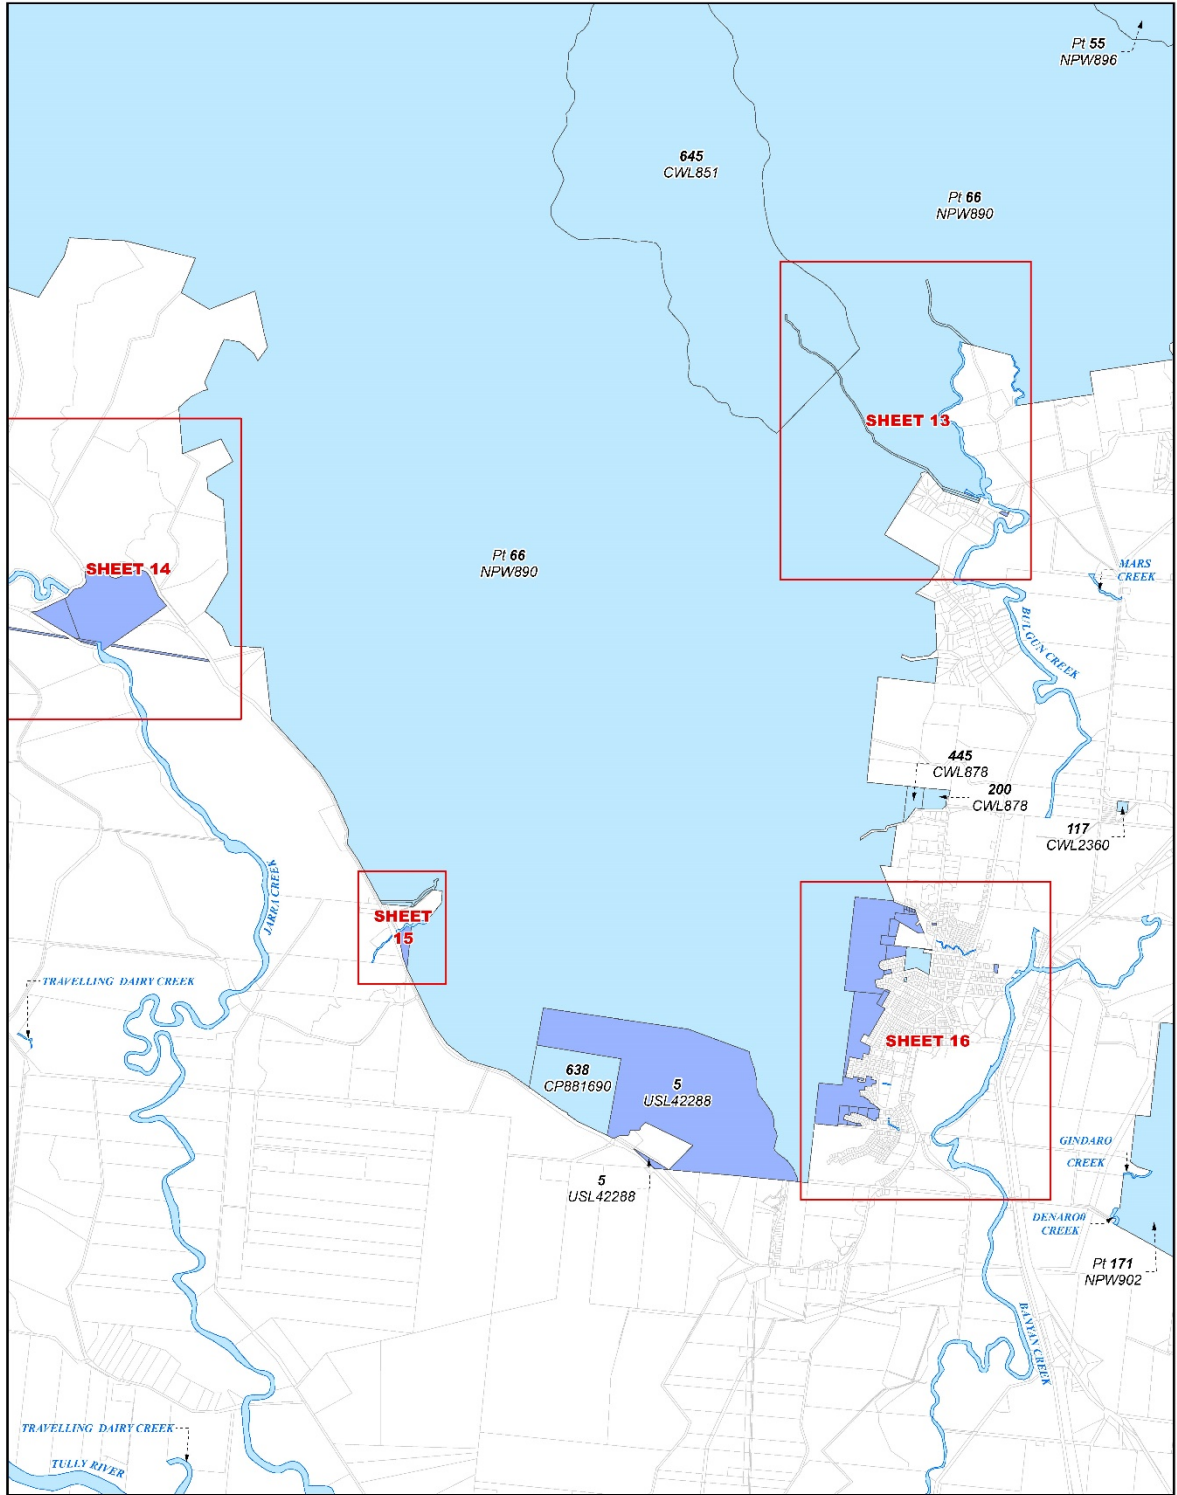 Pt 55
NPW896
645
CWL851
Pt 66
NPW890
SHEET 13
Pt 66
NPW890
SHEET 14
MARS
CREEK
BULGUN CREEK
445
CWL878
200
CWL878
117
CWL2360
JARRA CREEK
SHEET
15
TRAVELLING DAIRY CREEK
SHEET 16
638
CP881690
5
USL42288
5
USL42288
GINDARO
CREEK
DENAROO
CREEK
Pt 171
NPW902
BANYAN CREEK
TRAVELLING DAIRY CREEK
TULLY RIVER